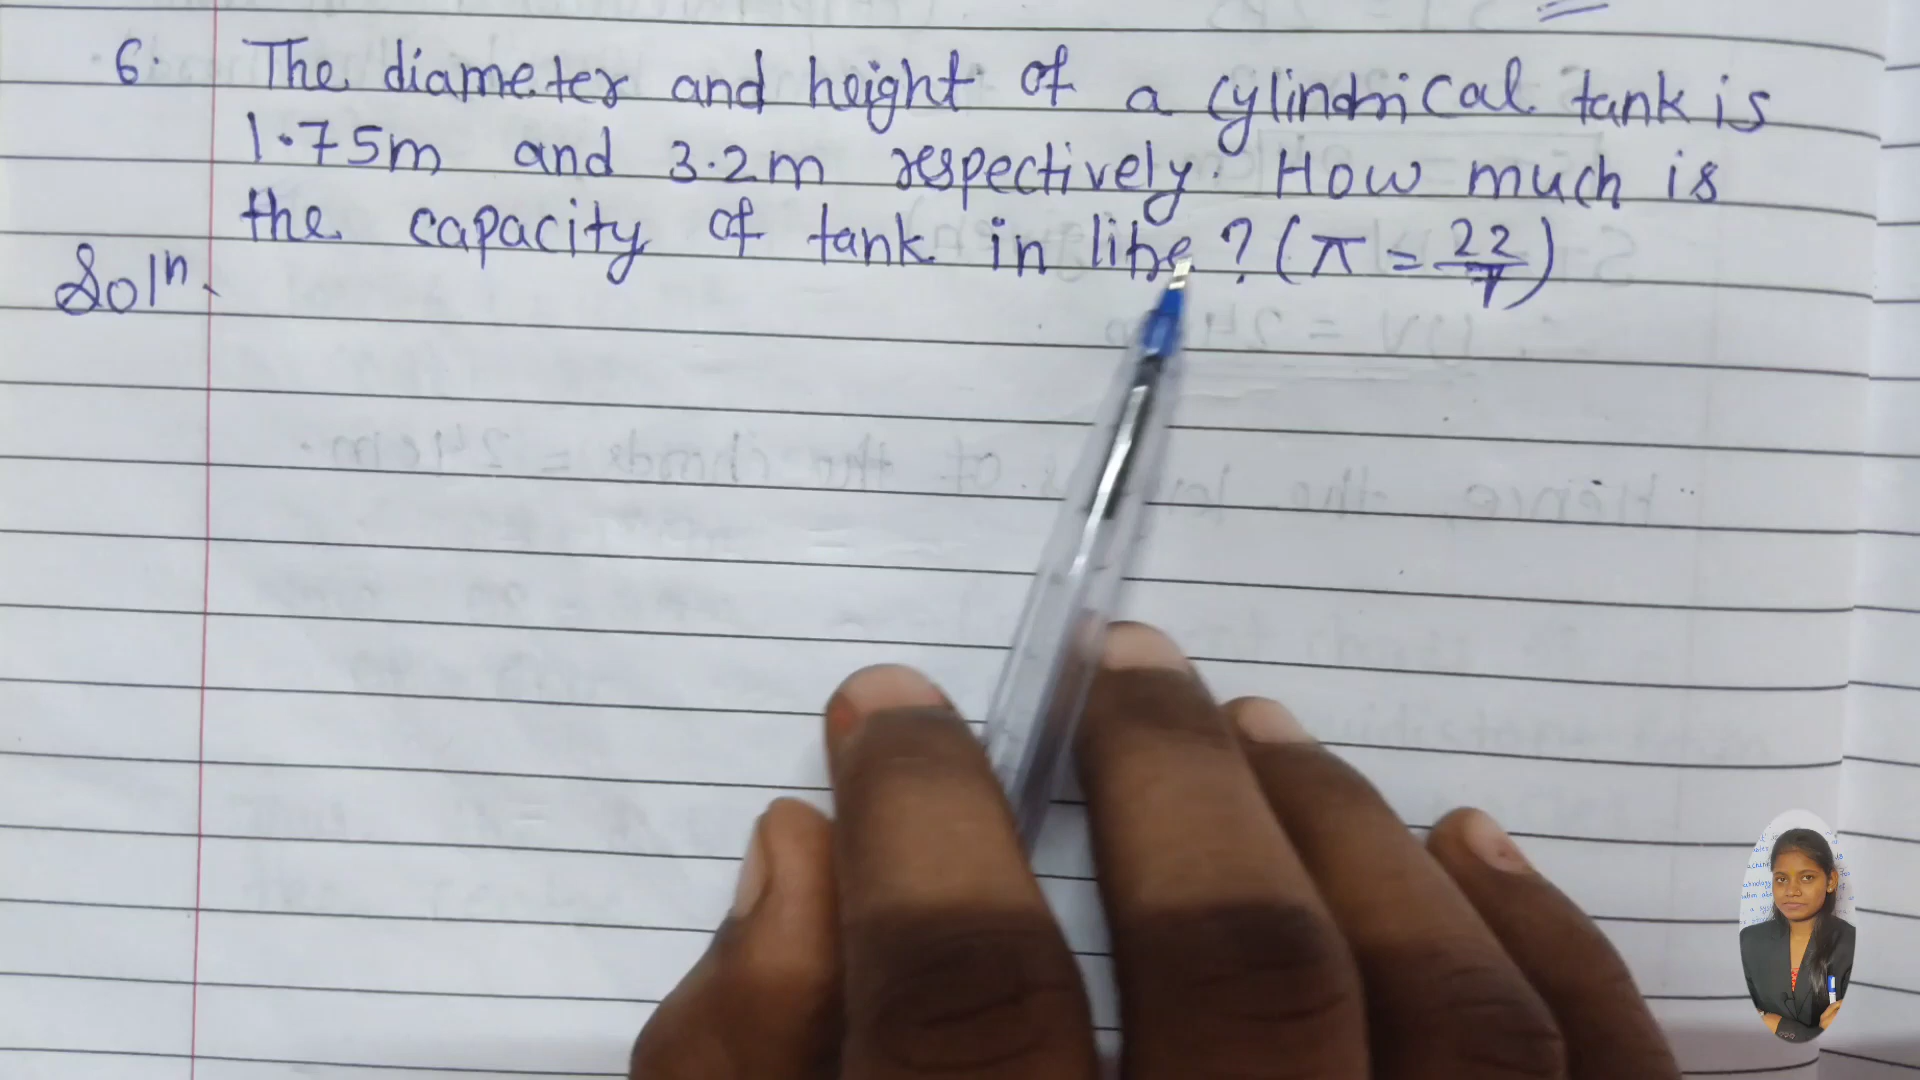 6. The diameter and height of a cylindrical tank is
1.75m and 3.2m respectively. How much is
the capacity of tank in litre? (π = 22/7)
Solⁿ.